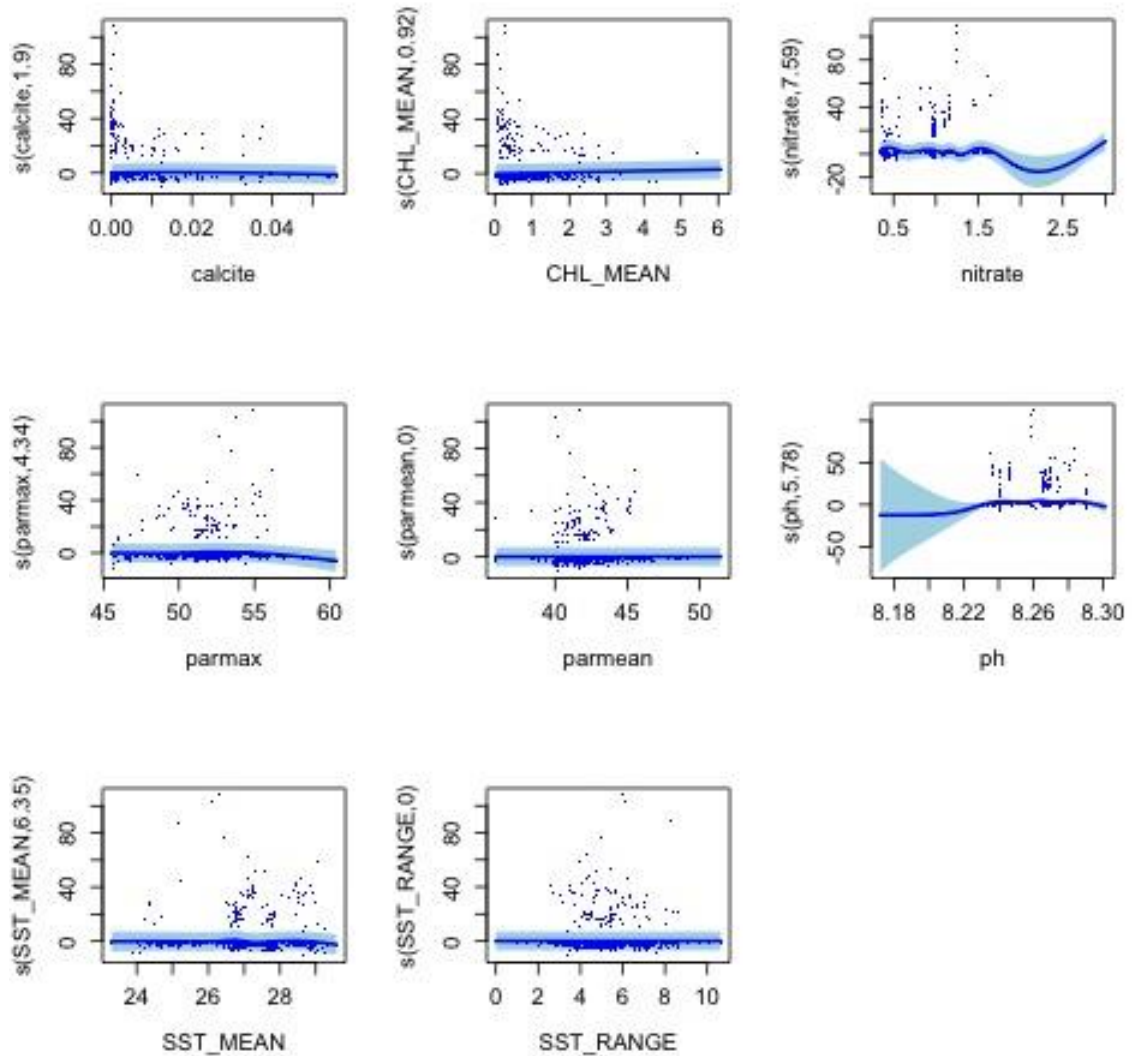 s(calcite,1.9)
0 40 80
0.00 0.02 0.04
calcite
s(CHL_MEAN,0.92)
0 40 80
0 1 2 3 4 5 6
CHL_MEAN
s(nitrate,7.59)
-20 40 80
0.5 1.5 2.5
nitrate
s(parmax,4.34)
0 40 80
45 50 55 60
parmax
s(parmean,0)
0 40 80
40 45 50
parmean
s(ph,5.78)
-50 0 50
8.18 8.22 8.26 8.30
ph
s(SST_MEAN,6.35)
0 40 80
24 26 28
SST_MEAN
s(SST_RANGE,0)
0 40 80
0 2 4 6 8 10
SST_RANGE